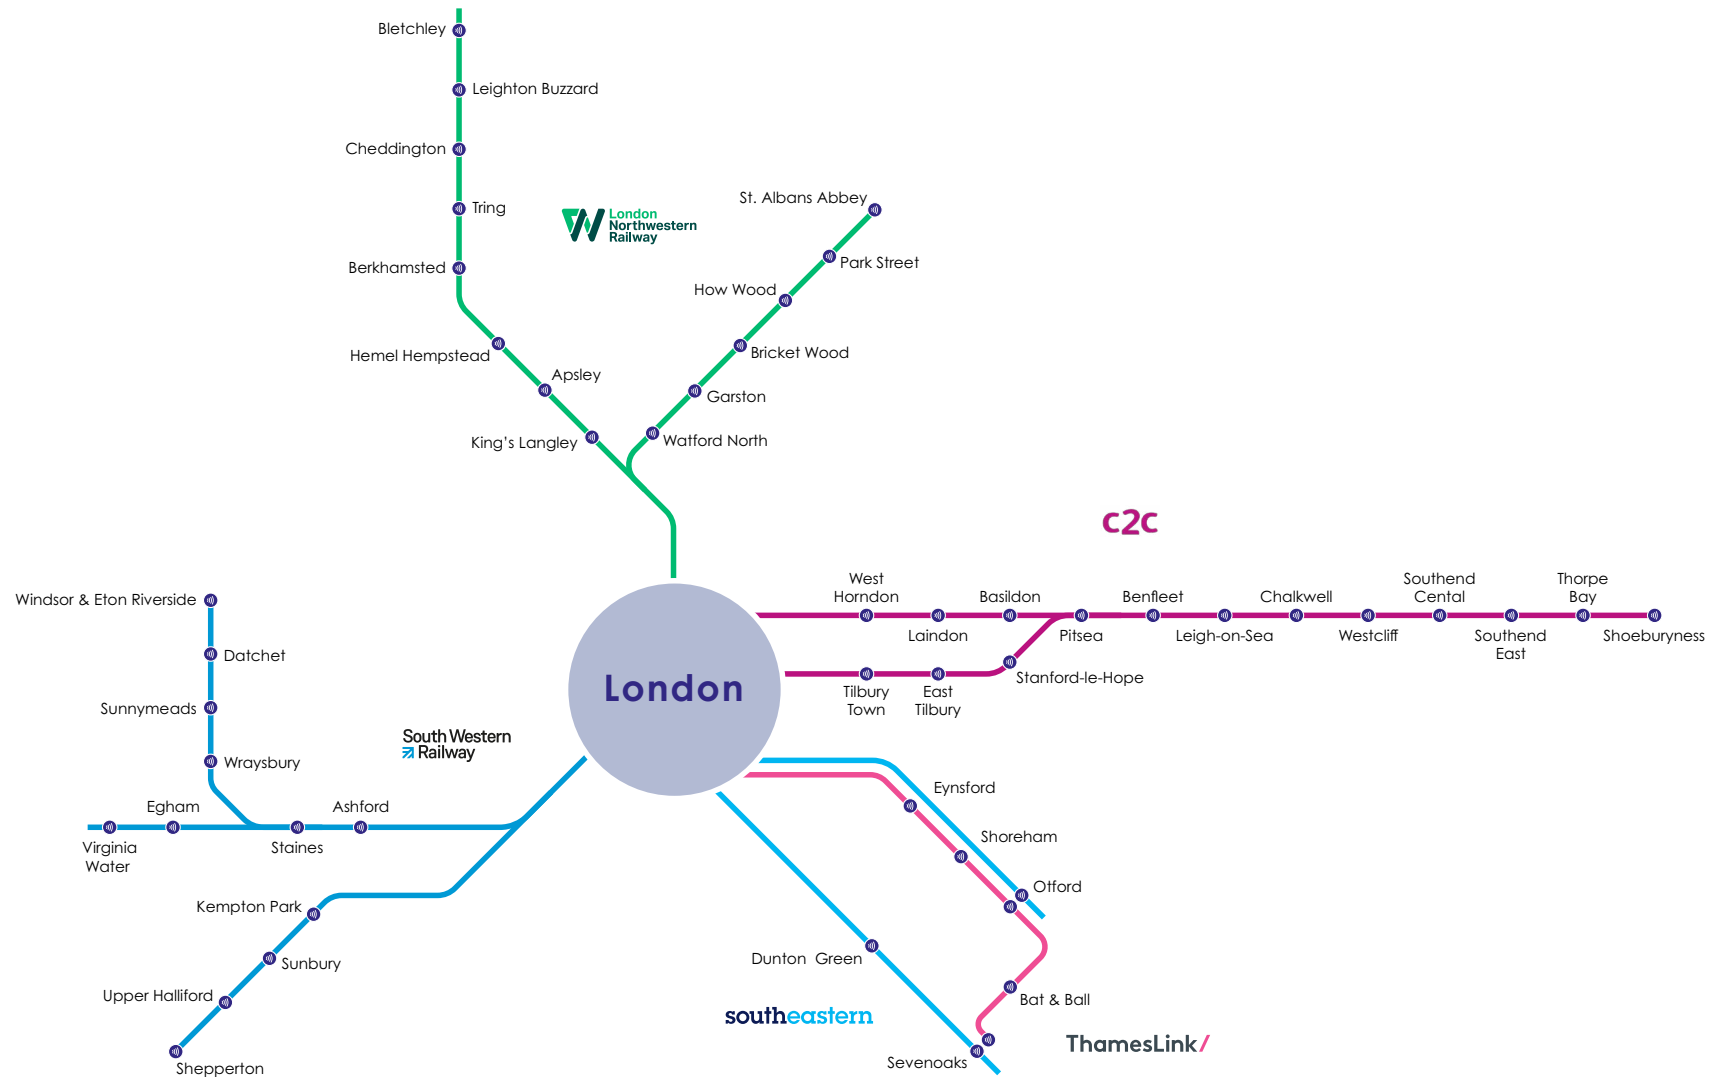 Bletchley
Leighton Buzzard
Cheddington
Tring
Berkhamsted
Hemel Hempstead
Apsley
King’s Langley
London
Northwestern
Railway
St. Albans Abbey
Park Street
How Wood
Bricket Wood
Garston
Watford North
c2c
West
Horndon
Laindon
Basildon
Pitsea
Benfleet
Leigh-on-Sea
Chalkwell
Westcliff
Southend
Cental
Southend
East
Thorpe
Bay
Shoeburyness
Tilbury
Town
East
Tilbury
Stanford-le-Hope
London
Windsor & Eton Riverside
Datchet
Sunnymeads
Wraysbury
South Western
Railway
Egham
Ashford
Virginia
Water
Staines
Kempton Park
Sunbury
Upper Halliford
Shepperton
Eynsford
Shoreham
Otford
Dunton  Green
Bat & Ball
southeastern
Sevenoaks
ThamesLink/